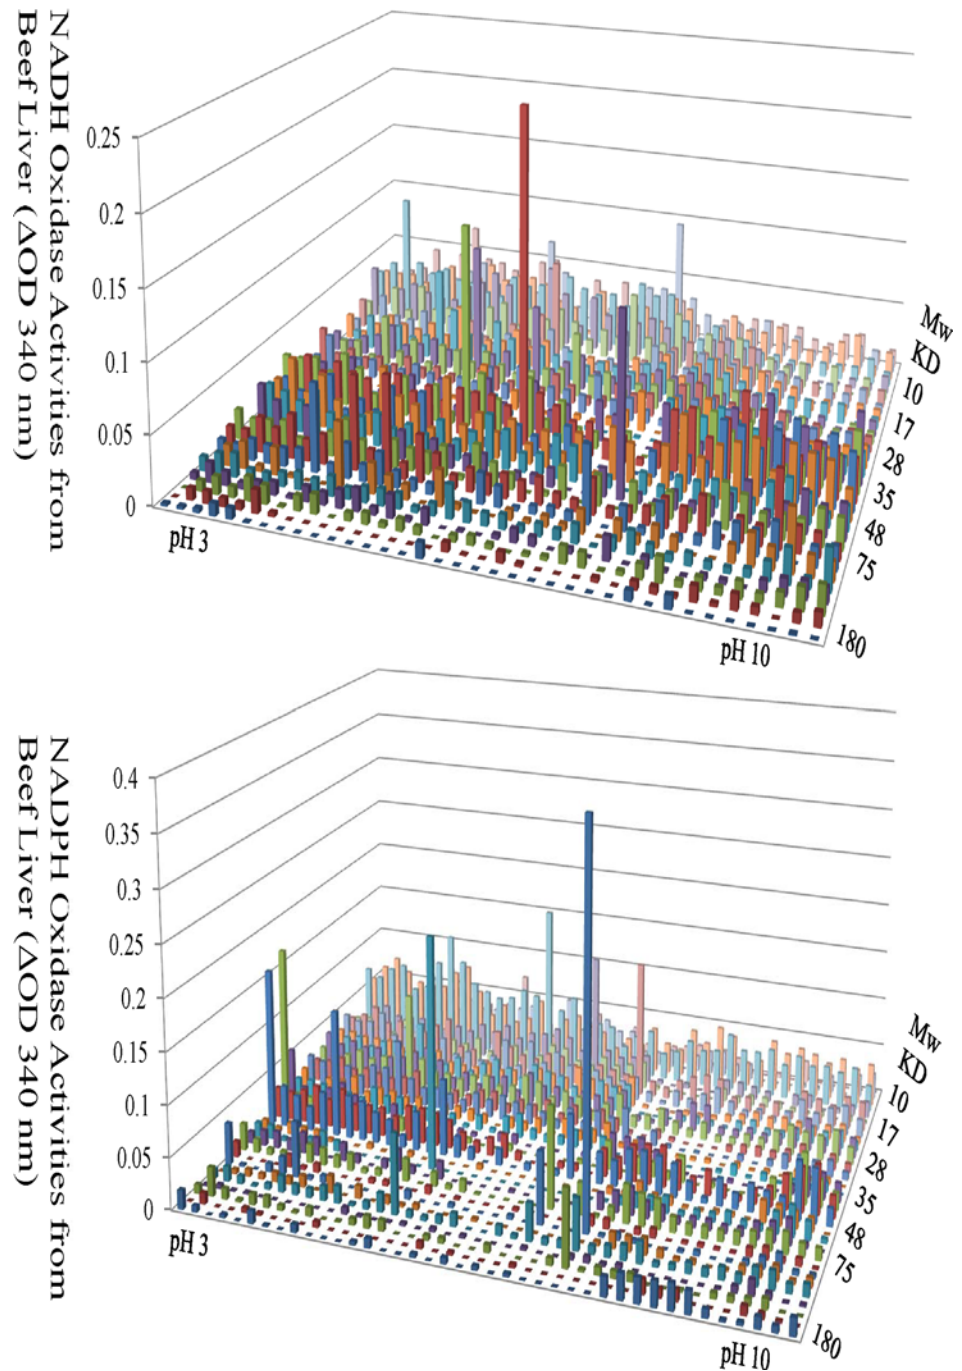 NADH Oxidase Activities from
Beef Liver (ΔOD 340 nm)
0.25
0.2
0.15
0.1
0.05
0
pH 3
pH 10
Mw
KD
10
17
28
35
48
75
180
NADPH Oxidase Activities from
Beef Liver (ΔOD 340 nm)
0.4
0.35
0.3
0.25
0.2
0.15
0.1
0.05
0
pH 3
pH 10
Mw
KD
10
17
28
35
48
75
180